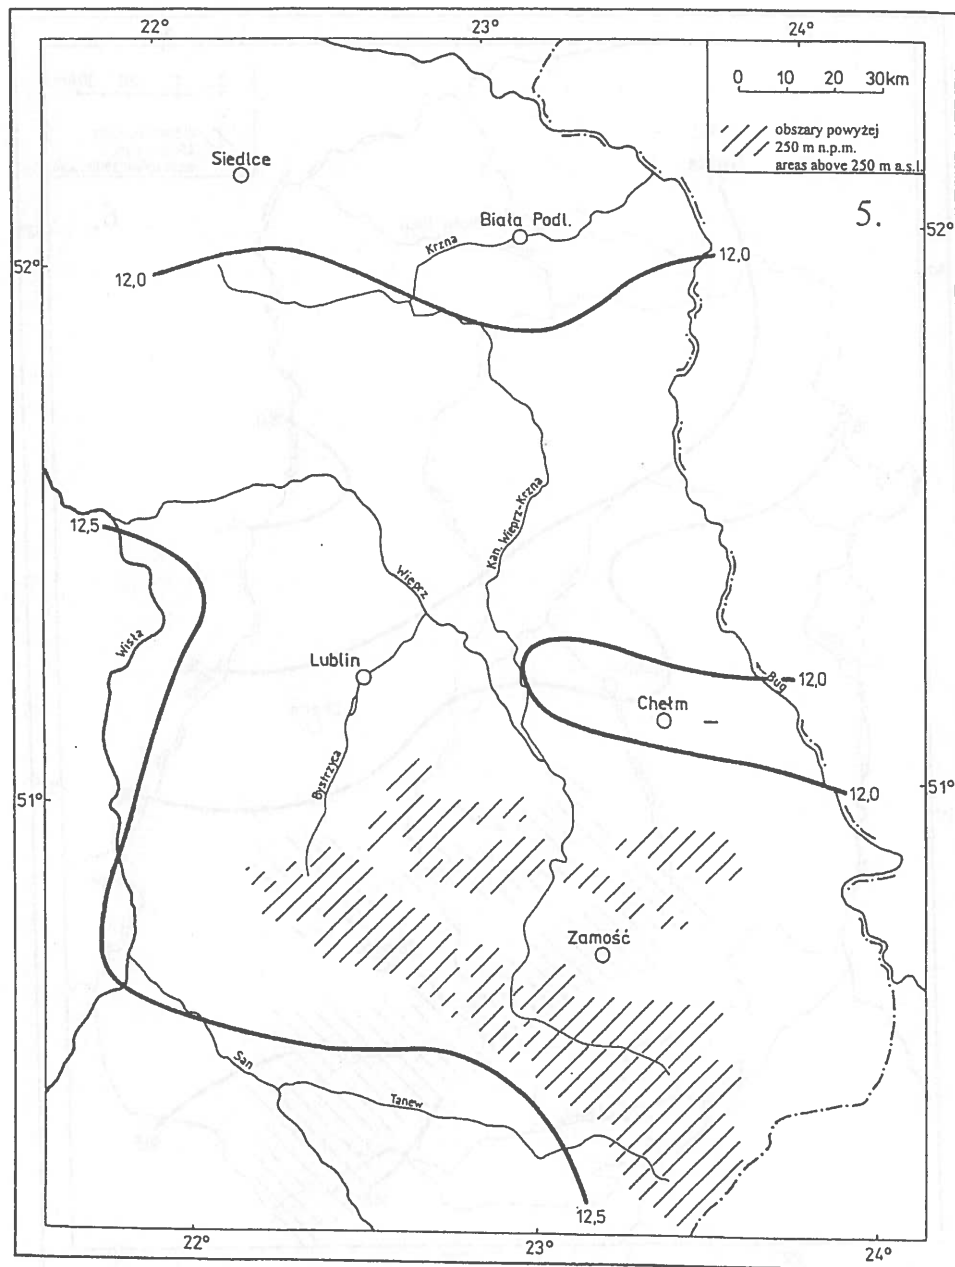 22°
23°
24°
0 10 20 30km
obszary powyżej
250 m n.p.m.
areas above 250 m a.s.l.
5.
Siedlce
Biała Podl.
Krzna
52°
52°
12,0
12,0
12,5
Kan. Wieprz-Krzna
Wieprz
Wisła
Lublin
Bug
12,0
Chełm
Bystrzyca
51°
12,0
51°
Zamość
San
Tanew
12,5
22°
23°
24°